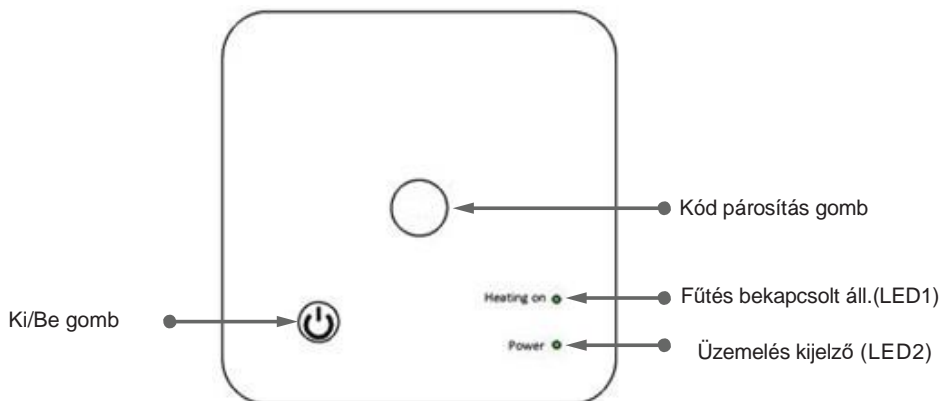 Kód párosítás gomb
Heating on
Fűtés bekapcsolt áll.(LED1)
Ki/Be gomb
Power
Üzemelés kijelző (LED2)